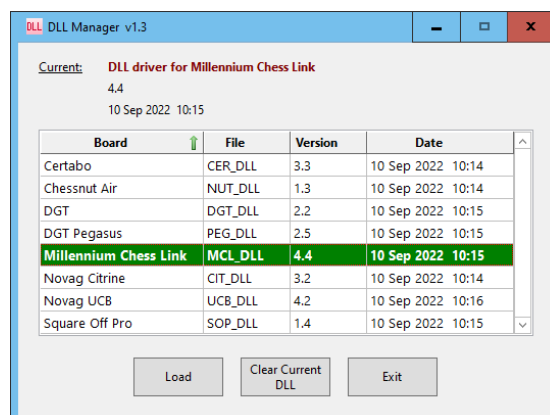 DLL DLL Manager v1.3
Current: DLL driver for Millennium Chess Link
4.4
10 Sep 2022 10:15
Board File Version Date
Certabo CER_DLL 3.3 10 Sep 2022 10:14
Chessnut Air NUT_DLL 1.3 10 Sep 2022 10:14
DGT DGT_DLL 2.2 10 Sep 2022 10:15
DGT Pegasus PEG_DLL 2.5 10 Sep 2022 10:15
Millennium Chess Link MCL_DLL 4.4 10 Sep 2022 10:15
Novag Citrine CIT_DLL 3.2 10 Sep 2022 10:14
Novag UCB UCB_DLL 4.2 10 Sep 2022 10:16
Square Off Pro SOP_DLL 1.4 10 Sep 2022 10:15
Load
Clear Current
DLL
Exit